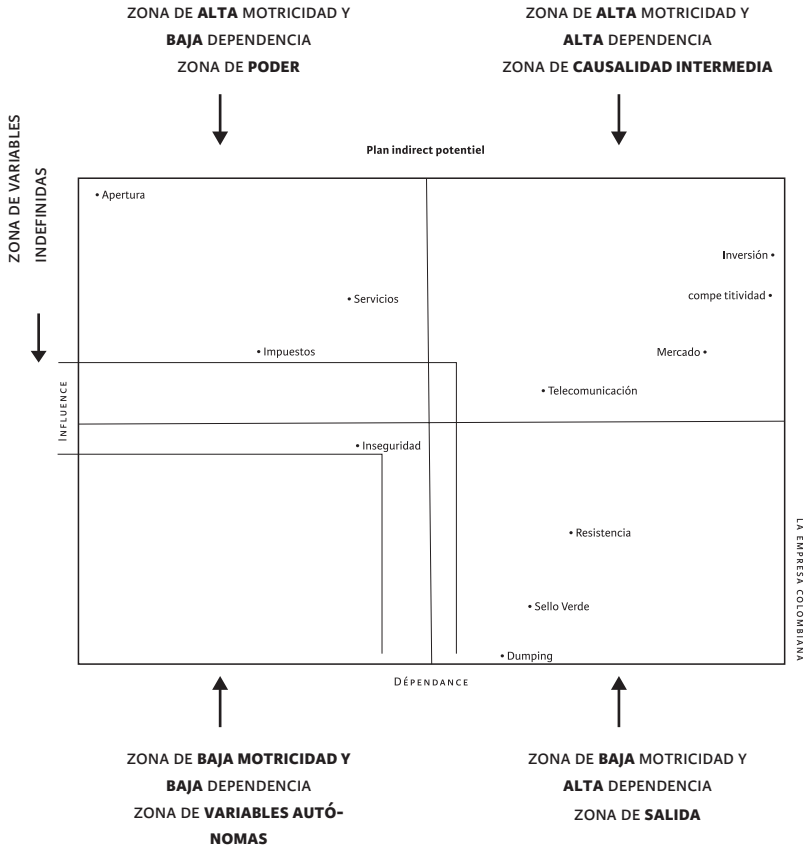 ZONA DE ALTA MOTRICIDAD Y
BAJA DEPENDENCIA
ZONA DE PODER
ZONA DE ALTA MOTRICIDAD Y
ALTA DEPENDENCIA
ZONA DE CAUSALIDAD INTERMEDIA
ZONA DE VARIABLES
INDEFINIDAS
Plan indirect potentiel
• Apertura
Inversión •
• Servicios
compe titividad •
• Impuestos
Mercado •
• Telecomunicación
INFLUENCE
• Inseguridad
• Resistencia
• Sello Verde
• Dumping
LA EMPRESA COLOMBIANA
DÉPENDANCE
ZONA DE BAJA MOTRICIDAD Y
BAJA DEPENDENCIA
ZONA DE VARIABLES AUTÓ-
NOMAS
ZONA DE BAJA MOTRICIDAD Y
ALTA DEPENDENCIA
ZONA DE SALIDA